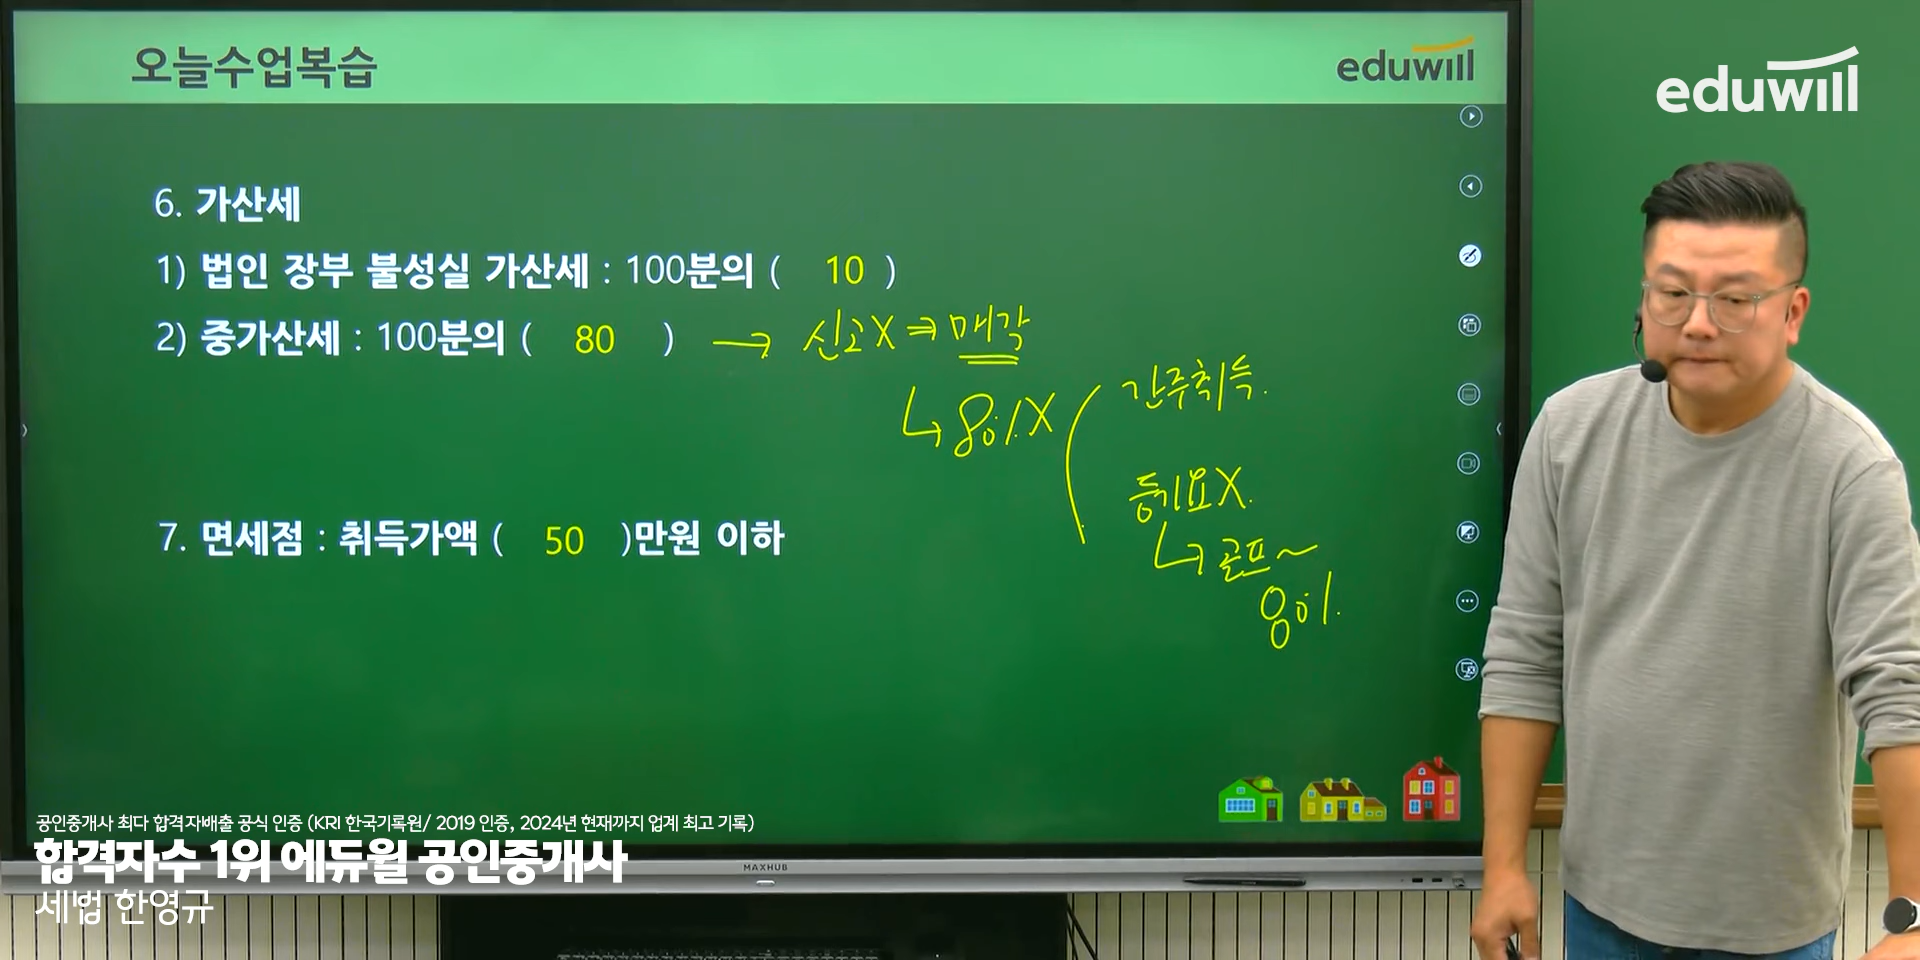 오늘수업복습
eduwill
eduwill
6. 가산세
1) 법인 장부 불성실 가산세 : 100분의 ( 10 )
2) 중가산세 : 100분의 ( 80 ) → 신고X ⇒ 매각
↳ 80%X
간주취득.
등기요X.
↳ 골프~
80%.
7. 면세점 : 취득가액 ( 50 )만원 이하
공인중개사 최다 합격자배출 공식 인증 (KRI 한국기록원/ 2019 인증, 2024년 현재까지 업계 최고 기록)
합격자수 1위 에듀윌 공인중개사
세법 한영규
MAXHUB